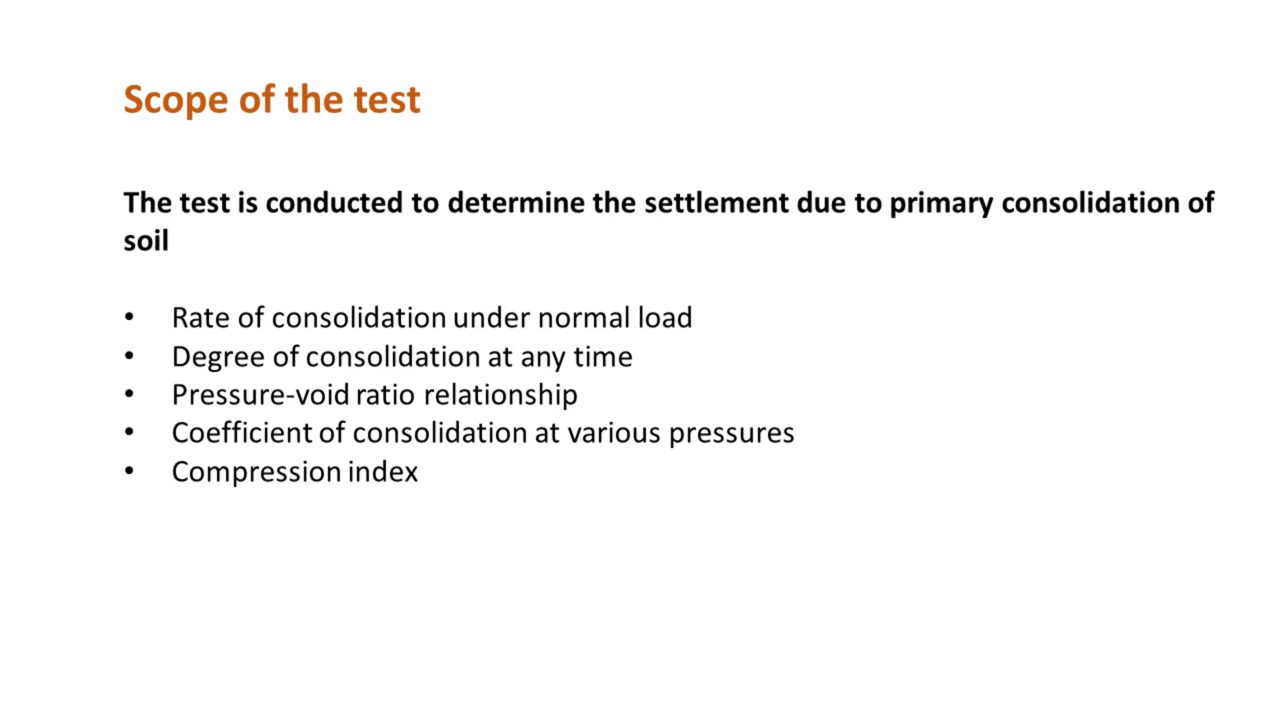 Scope of the test
The test is conducted to determine the settlement due to primary consolidation of
soil
• Rate of consolidation under normal load
• Degree of consolidation at any time
• Pressure-void ratio relationship
• Coefficient of consolidation at various pressures
• Compression index